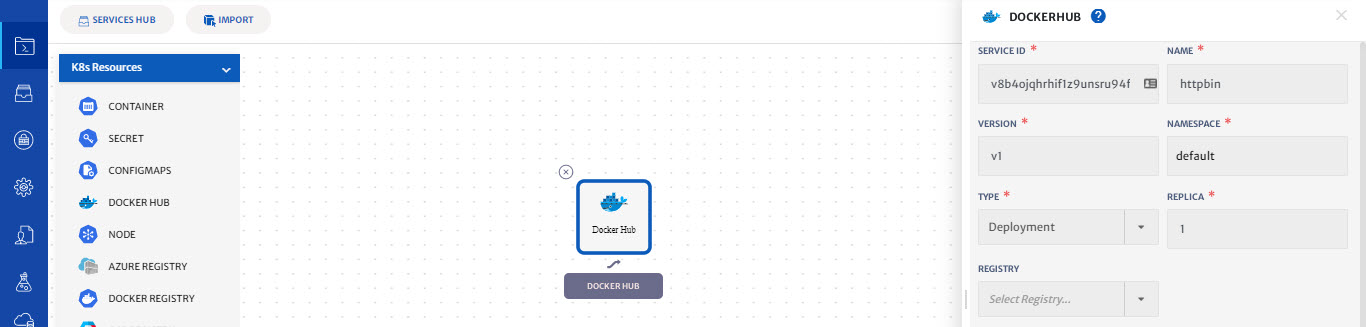 SERVICES HUB
IMPORT
K8s Resources
CONTAINER
SECRET
CONFIGMAPS
DOCKER HUB
NODE
AZURE REGISTRY
DOCKER REGISTRY
Docker Hub
DOCKER HUB
DOCKERHUB ?
SERVICE ID * NAME *
v8b4ojqhrhif1z9unsru94f httpbin
VERSION * NAMESPACE *
v1 default
TYPE * REPLICA *
Deployment 1
REGISTRY
Select Registry...